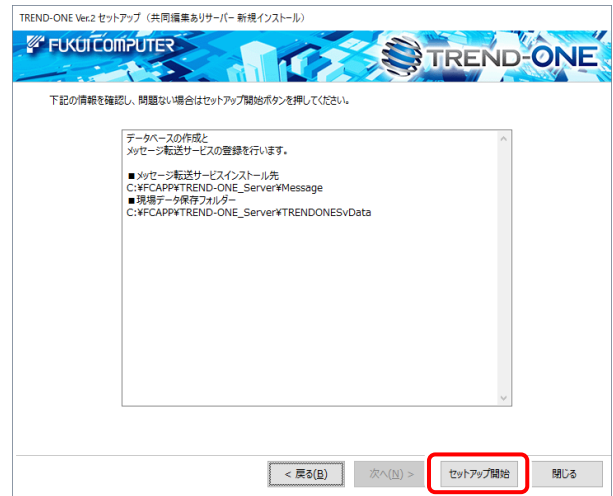 TREND-ONE Ver.2 セットアップ（共同編集ありサーバー 新規インストール）
FUKUI COMPUTER
TREND-ONE
下記の情報を確認し、問題ない場合はセットアップ開始ボタンを押してください。
データベースの作成と
メッセージ転送サービスの登録を行います。
■メッセージ転送サービスインストール先
C:¥FCAPP¥TREND-ONE_Server¥Message
■現場データ保存フォルダー
C:¥FCAPP¥TREND-ONE_Server¥TRENDONESvData
< 戻る(B)
次へ(N) >
セットアップ開始
閉じる